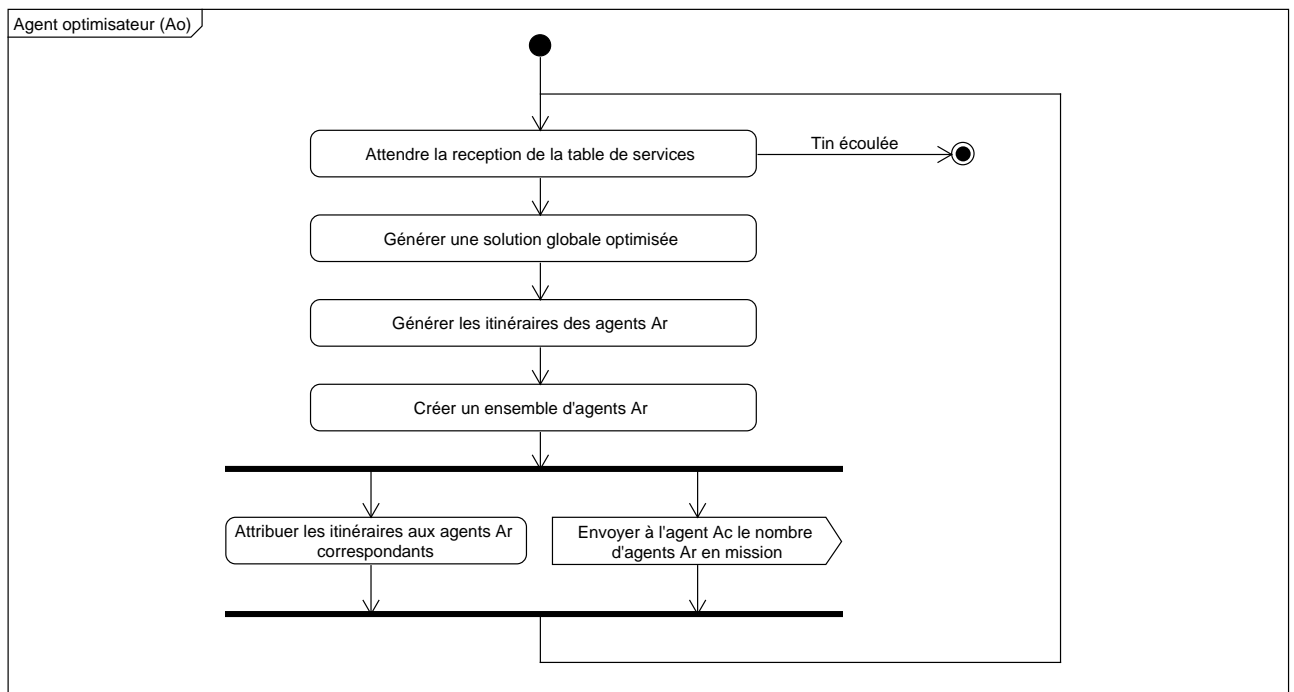 Agent optimisateur (Ao)
Attendre la reception de la table de services
Tin écoulée
Générer une solution globale optimisée
Générer les itinéraires des agents Ar
Créer un ensemble d'agents Ar
Attribuer les itinéraires aux agents Ar
correspondants
Envoyer à l'agent Ac le nombre
d'agents Ar en mission